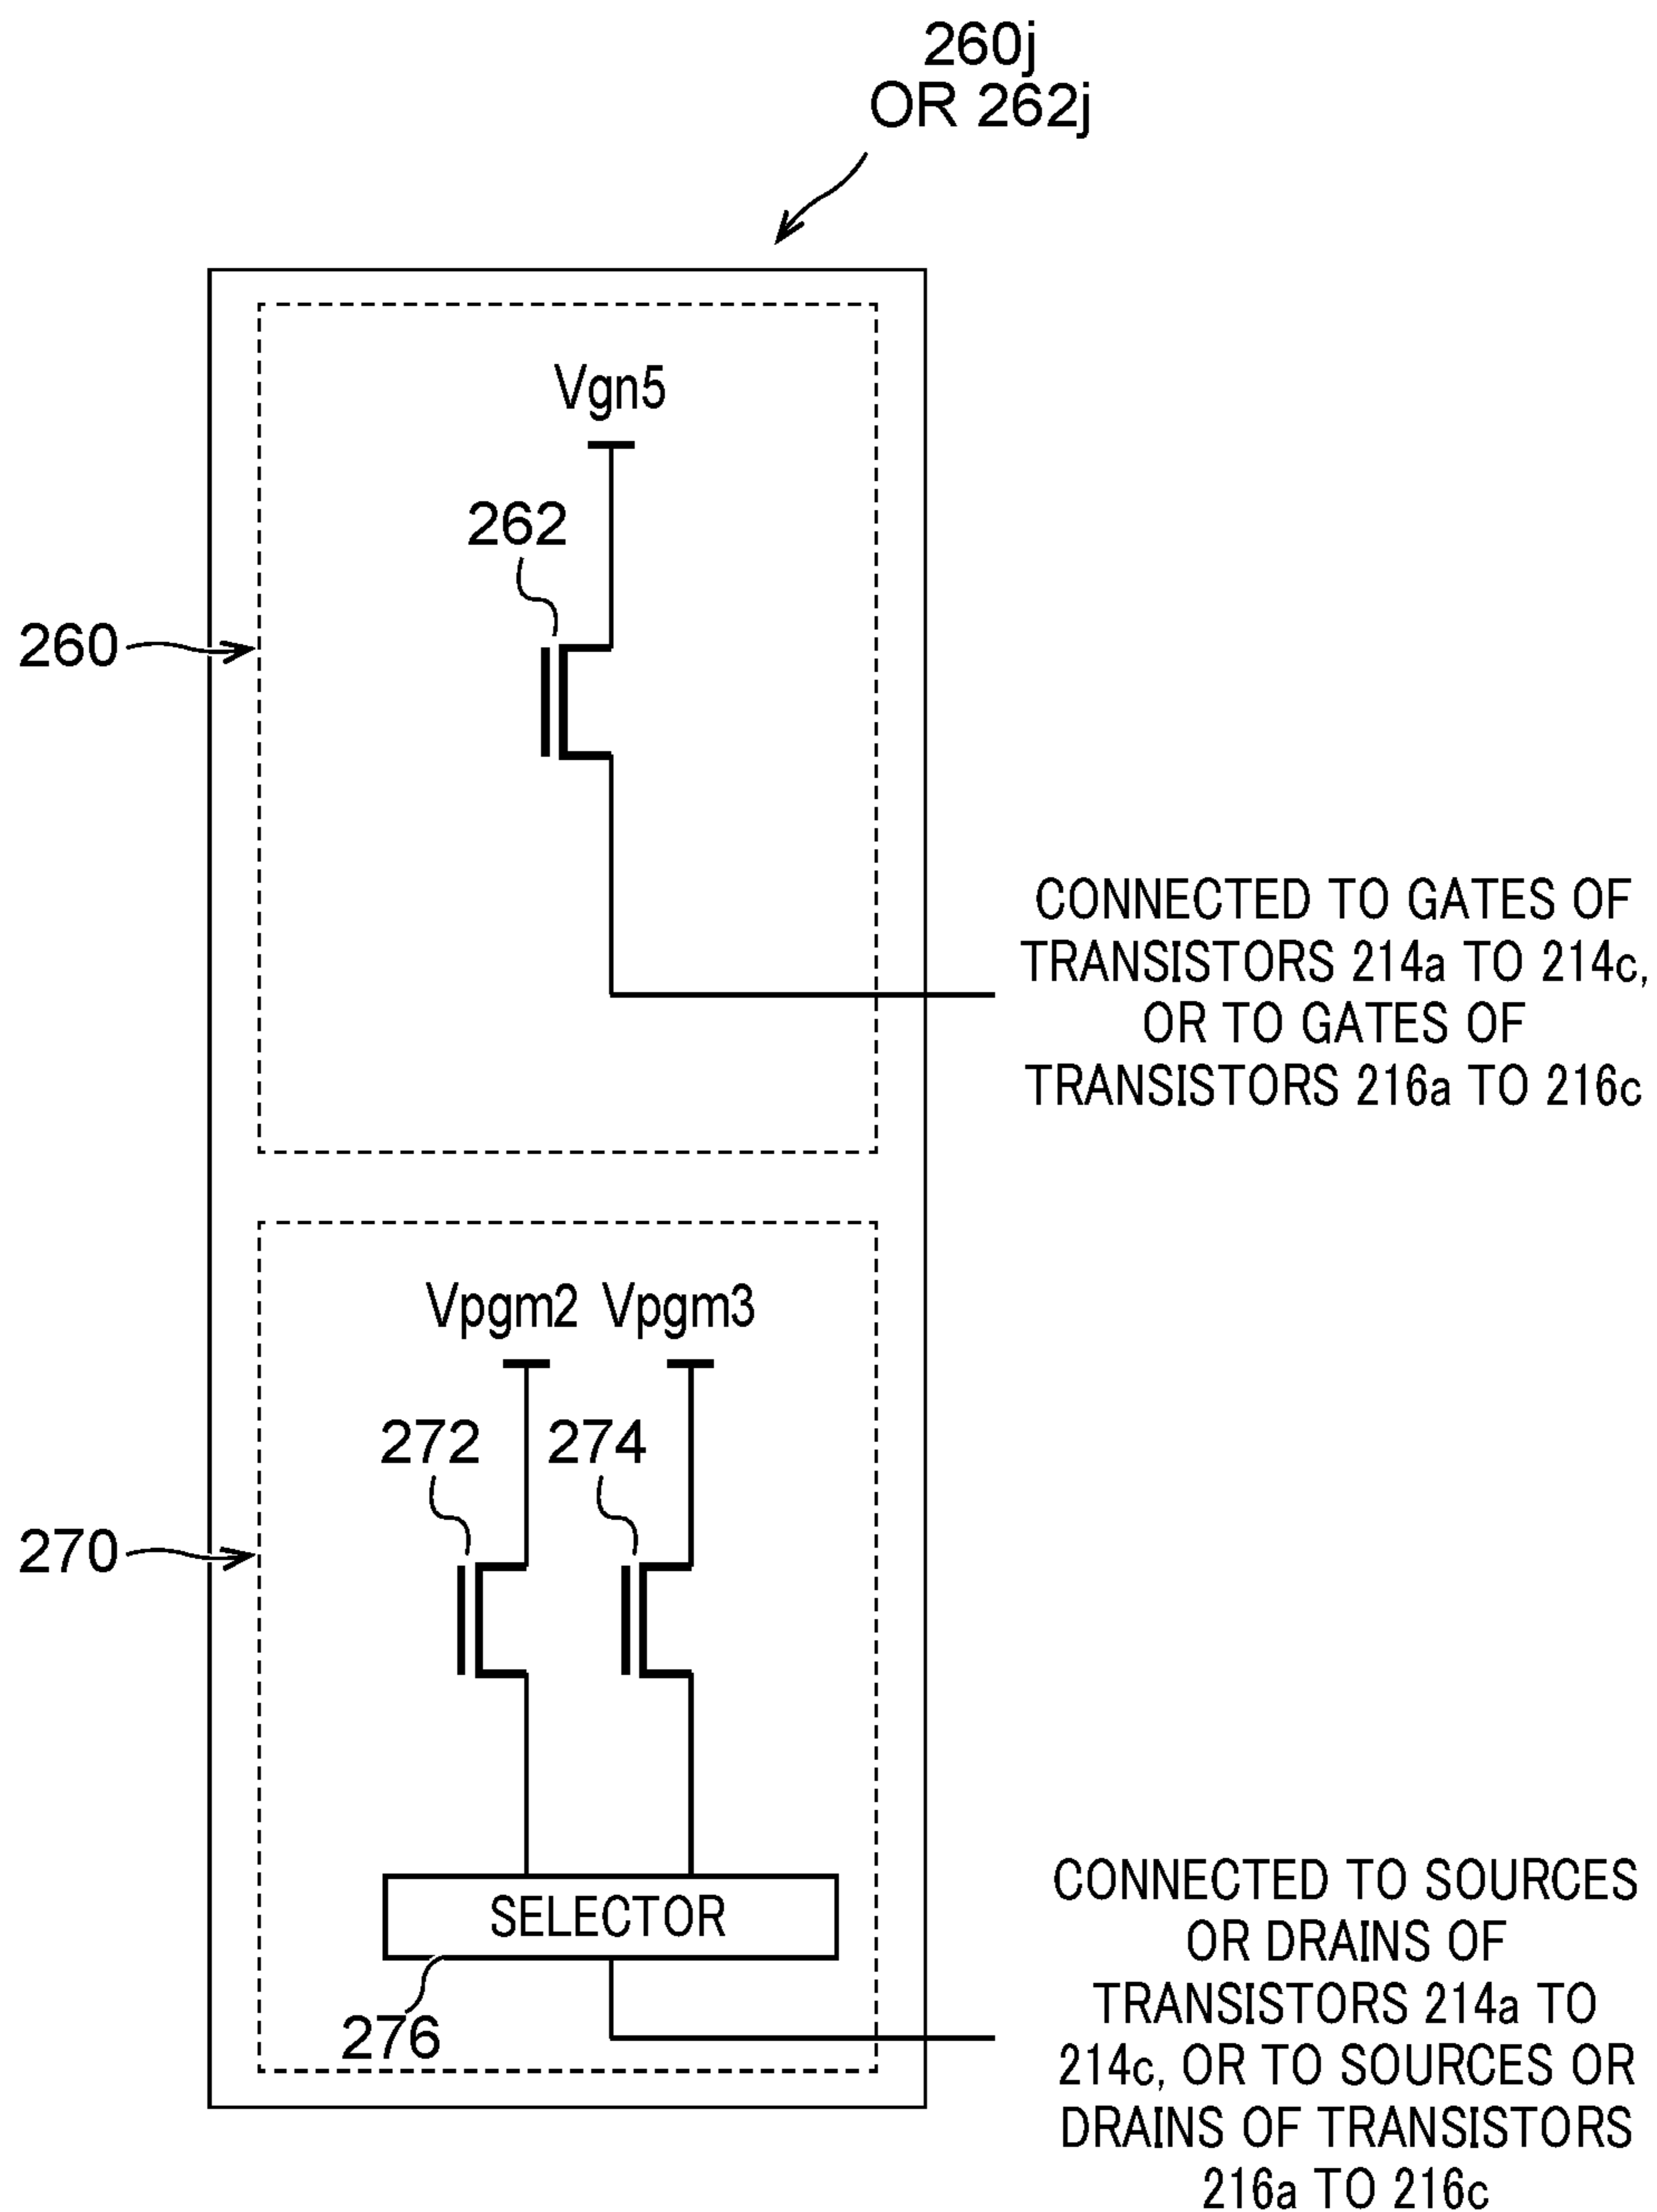 260j
OR 262j
Vgn5
262
260
CONNECTED TO GATES OF
TRANSISTORS 214a TO 214c,
OR TO GATES OF
TRANSISTORS 216a TO 216c
Vpgm2 Vpgm3
272 274
270
SELECTOR
276
CONNECTED TO SOURCES
OR DRAINS OF
TRANSISTORS 214a TO
214c, OR TO SOURCES OR
DRAINS OF TRANSISTORS
216a TO 216c